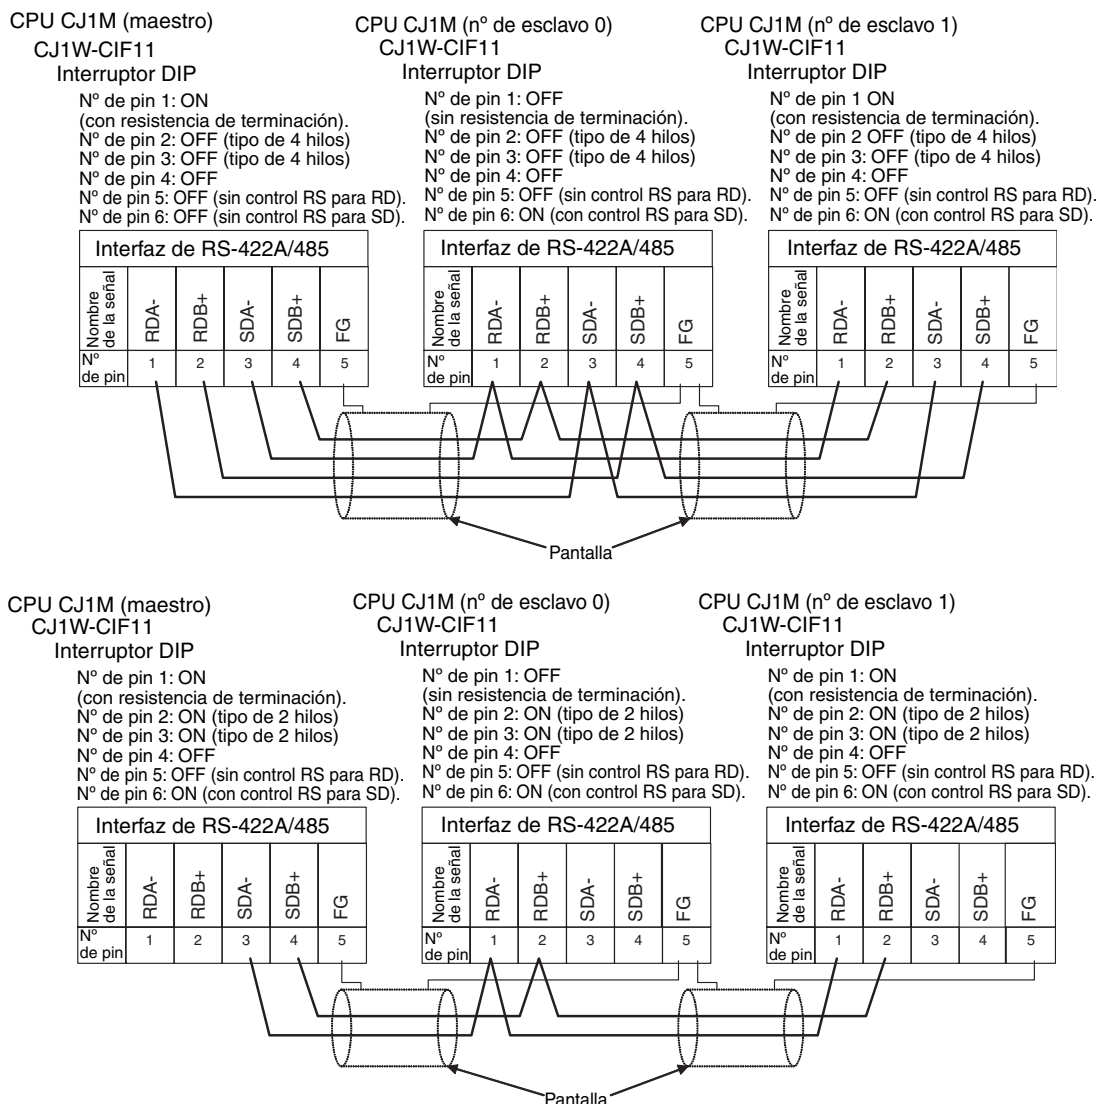 CPU CJ1M (maestro)
CJ1W-CIF11
Interruptor DIP
Nº de pin 1: ON
(con resistencia de terminación).
Nº de pin 2: OFF (tipo de 4 hilos)
Nº de pin 3: OFF (tipo de 4 hilos)
Nº de pin 4: OFF
Nº de pin 5: OFF (sin control RS para RD).
Nº de pin 6: OFF (sin control RS para SD).
Interfaz de RS-422A/485
Nombre
de la señal
RDA-
RDB+
SDA-
SDB+
FG
Nº
de pin
1
2
3
4
5
CPU CJ1M (nº de esclavo 0)
CJ1W-CIF11
Interruptor DIP
Nº de pin 1: OFF
(sin resistencia de terminación).
Nº de pin 2: OFF (tipo de 4 hilos)
Nº de pin 3: OFF (tipo de 4 hilos)
Nº de pin 4: OFF
Nº de pin 5: OFF (sin control RS para RD).
Nº de pin 6: ON (con control RS para SD).
Interfaz de RS-422A/485
Nombre
de la señal
RDA-
RDB+
SDA-
SDB+
FG
Nº
de pin
1
2
3
4
5
CPU CJ1M (nº de esclavo 1)
CJ1W-CIF11
Interruptor DIP
Nº de pin 1 ON
(con resistencia de terminación).
Nº de pin 2 OFF (tipo de 4 hilos)
Nº de pin 3: OFF (tipo de 4 hilos)
Nº de pin 4: OFF
Nº de pin 5: OFF (sin control RS para RD).
Nº de pin 6: ON (con control RS para SD).
Interfaz de RS-422A/485
Nombre
de la señal
RDA-
RDB+
SDA-
SDB+
FG
Nº
de pin
1
2
3
4
5
Pantalla
CPU CJ1M (maestro)
CJ1W-CIF11
Interruptor DIP
Nº de pin 1: ON
(con resistencia de terminación).
Nº de pin 2: ON (tipo de 2 hilos)
Nº de pin 3: ON (tipo de 2 hilos)
Nº de pin 4: OFF
Nº de pin 5: OFF (sin control RS para RD).
Nº de pin 6: ON (con control RS para SD).
Interfaz de RS-422A/485
Nombre
de la señal
RDA-
RDB+
SDA-
SDB+
FG
Nº
de pin
1
2
3
4
5
CPU CJ1M (nº de esclavo 0)
CJ1W-CIF11
Interruptor DIP
Nº de pin 1: OFF
(sin resistencia de terminación).
Nº de pin 2: ON (tipo de 2 hilos)
Nº de pin 3: ON (tipo de 2 hilos)
Nº de pin 4: OFF
Nº de pin 5: OFF (sin control RS para RD).
Nº de pin 6: ON (con control RS para SD).
Interfaz de RS-422A/485
Nombre
de la señal
RDA-
RDB+
SDA-
SDB+
FG
Nº
de pin
1
2
3
4
5
CPU CJ1M (nº de esclavo 1)
CJ1W-CIF11
Interruptor DIP
Nº de pin 1: ON
(con resistencia de terminación).
Nº de pin 2: ON (tipo de 2 hilos)
Nº de pin 3: ON (tipo de 2 hilos)
Nº de pin 4: OFF
Nº de pin 5: OFF (sin control RS para RD).
Nº de pin 6: ON (con control RS para SD).
Interfaz de RS-422A/485
Nombre
de la señal
RDA-
RDB+
SDA-
SDB+
FG
Nº
de pin
1
2
3
4
5
Pantalla